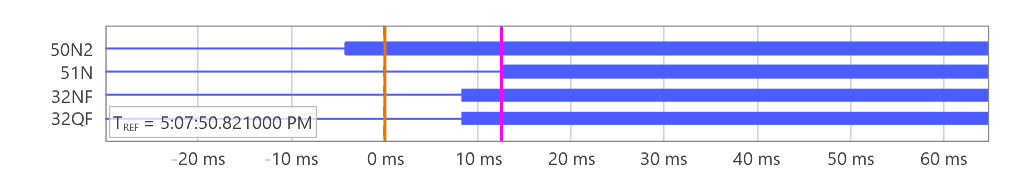 50N2
51N
32NF
32QF
TREF = 5:07:50.821000 PM
-20 ms -10 ms 0 ms 10 ms 20 ms 30 ms 40 ms 50 ms 60 ms